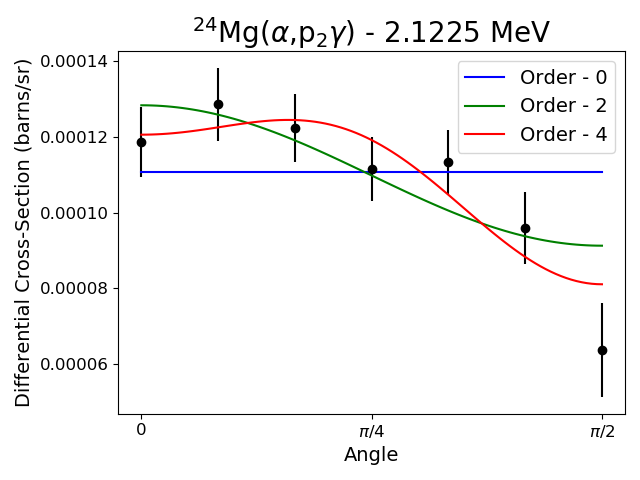 ²⁴Mg(α,p₂γ) - 2.1225 MeV
Differential Cross-Section (barns/sr)
0.00014
0.00012
0.00010
0.00008
0.00006
Order - 0
Order - 2
Order - 4
0
π/4
π/2
Angle